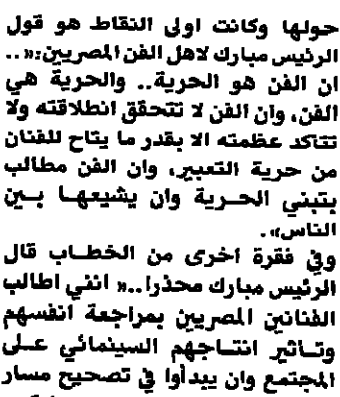 حولها وكانت اولى النقاط هو قول
الرئيس مبارك لاهل الفن المصريين:« ..
ان الفن هو الحرية.. والحرية هي
الفن، وان الفن لا تتحقق انطلاقته ولا
تتاكد عظمته الا بقدر ما يتاح للفنان
من حرية التعبير، وان الفن مطالب
بتبني الحرية وان يشيعها بين
الناس».
وفي فقرة اخرى من الخطاب قال
الرئيس مبارك محذرا ..« انني اطالب
الفنانين المصريين بمراجعة انفسهم
وتأثير انتاجهم السينمائي على
المجتمع وان يبدأوا في تصحيح مسار